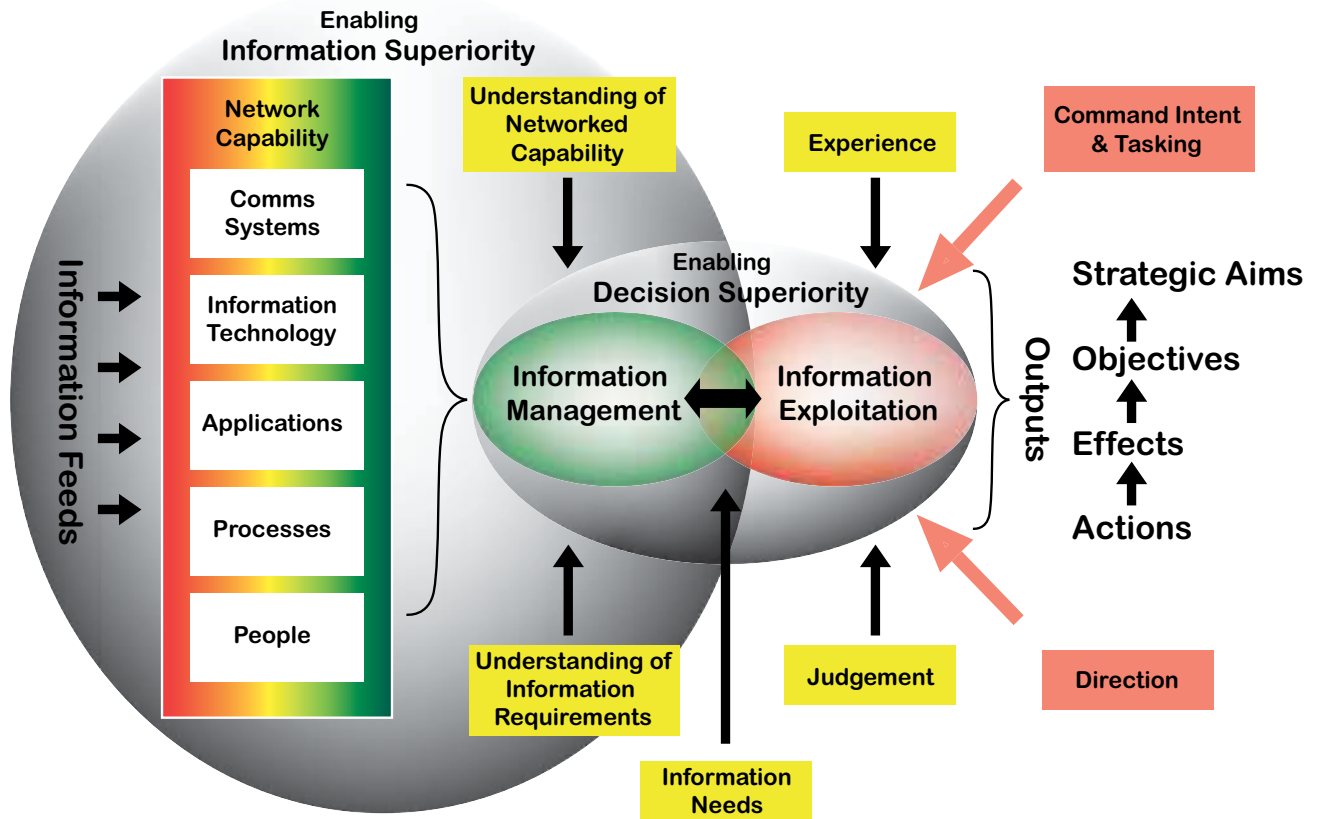 Enabling
Information Superiority
Network
Capability
Comms
Systems
Information
Technology
Applications
Processes
People
Information Feeds
Understanding of
Networked
Capability
Experience
Command Intent
& Tasking
Enabling
Decision Superiority
Information
Management
Information
Exploitation
Outputs
Strategic Aims
Objectives
Effects
Actions
Understanding of
Information
Requirements
Judgement
Direction
Information
Needs